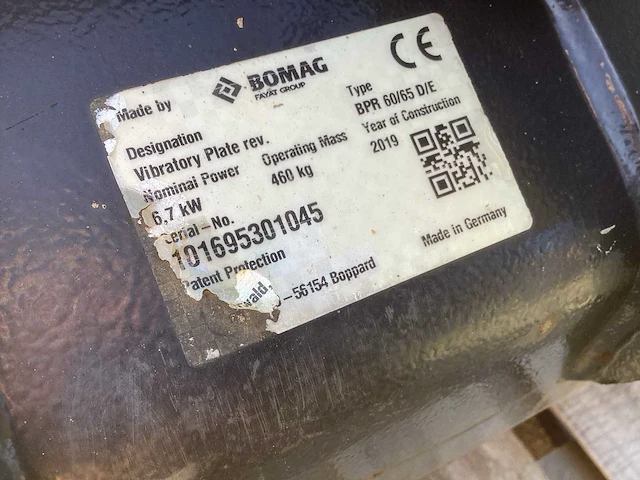 Made by
BOMAG
FAYAT GROUP
CE
Designation
Vibratory Plate rev.
Type
BPR 60/65 D/E
Nominal Power
6,7 kW
Operating Mass
460 kg
Year of Construction
2019
Serial-No.
101695301045
Patent Protection
-56154 Boppard
Made in Germany